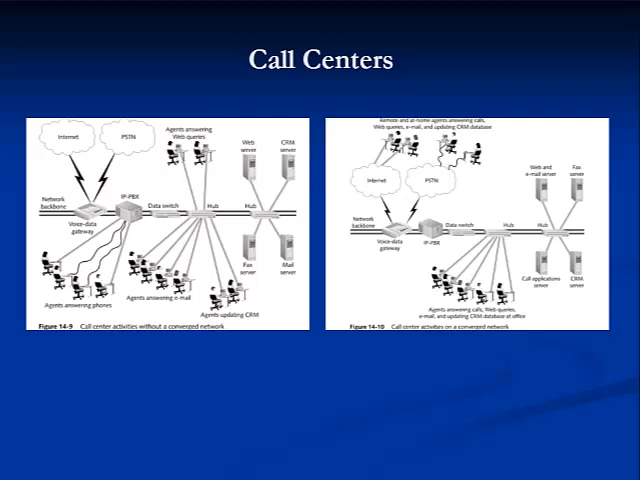 Call Centers
Internet
PSTN
Agents answering
Web queries
Web
server
CRM
server
Network
backbone
IP-PBX
Data switch
Hub
Hub
Voice-data
gateway
Fax
server
Mail
server
Agents answering phones
Agents answering e-mail
Agents updating CRM
Figure 14-9 Call center activities without a converged network
Remote and at-home agents answering calls,
Web queries, e-mail, and updating CRM database
Internet
PSTN
Web and
e-mail server
Fax
server
Network
backbone
Data switch
Hub
Hub
Voice-data
gateway
IP-PBX
Call applications
server
CRM
server
Agents answering calls, Web queries,
e-mail, and updating CRM database at office
Figure 14-10 Call center activities on a converged network